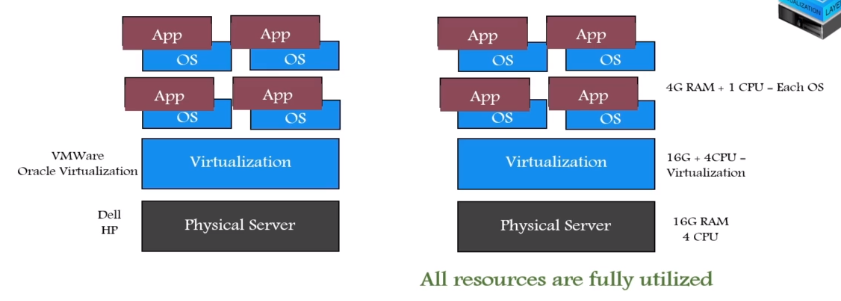 App
App
OS
OS
App
App
OS
OS
VMWare
Oracle Virtualization
Virtualization
Dell
HP
Physical Server
App
App
OS
OS
App
App
OS
OS
4G RAM + 1 CPU - Each OS
Virtualization
16G + 4CPU -
Virtualization
Physical Server
16G RAM
4 CPU
All resources are fully utilized